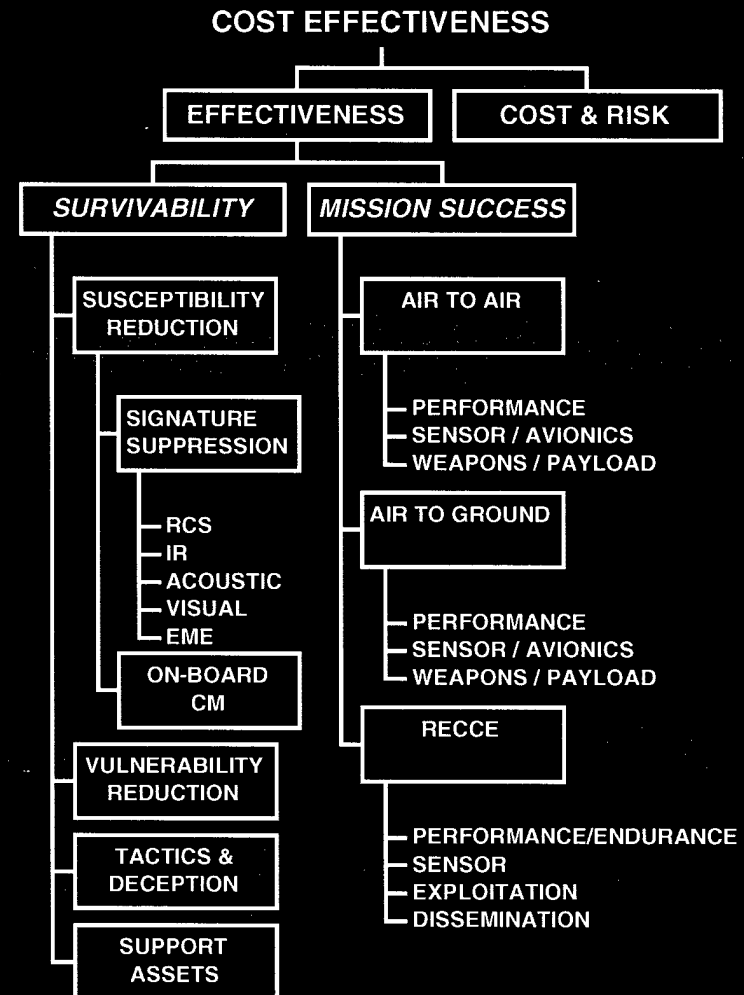 COST EFFECTIVENESS
EFFECTIVENESS
COST & RISK
SURVIVABILITY
MISSION SUCCESS
SUSCEPTIBILITY
REDUCTION
SIGNATURE
SUPPRESSION
RCS
IR
ACOUSTIC
VISUAL
EME
ON-BOARD
CM
VULNERABILITY
REDUCTION
TACTICS &
DECEPTION
SUPPORT
ASSETS
AIR TO AIR
PERFORMANCE
SENSOR / AVIONICS
WEAPONS / PAYLOAD
AIR TO GROUND
PERFORMANCE
SENSOR / AVIONICS
WEAPONS / PAYLOAD
RECCE
PERFORMANCE/ENDURANCE
SENSOR
EXPLOITATION
DISSEMINATION